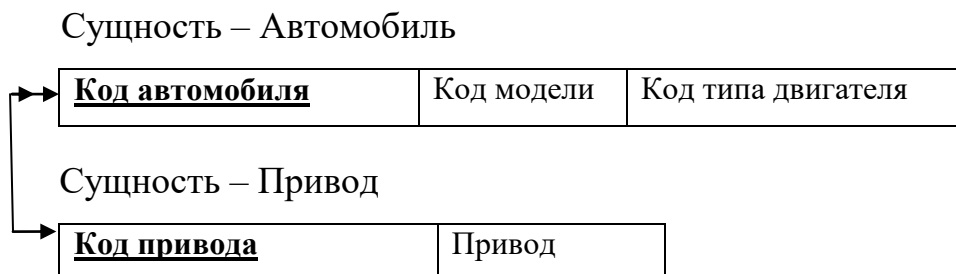 Сущность – Автомобиль
Код автомобиля Код модели Код типа двигателя
Сущность – Привод
Код привода Привод